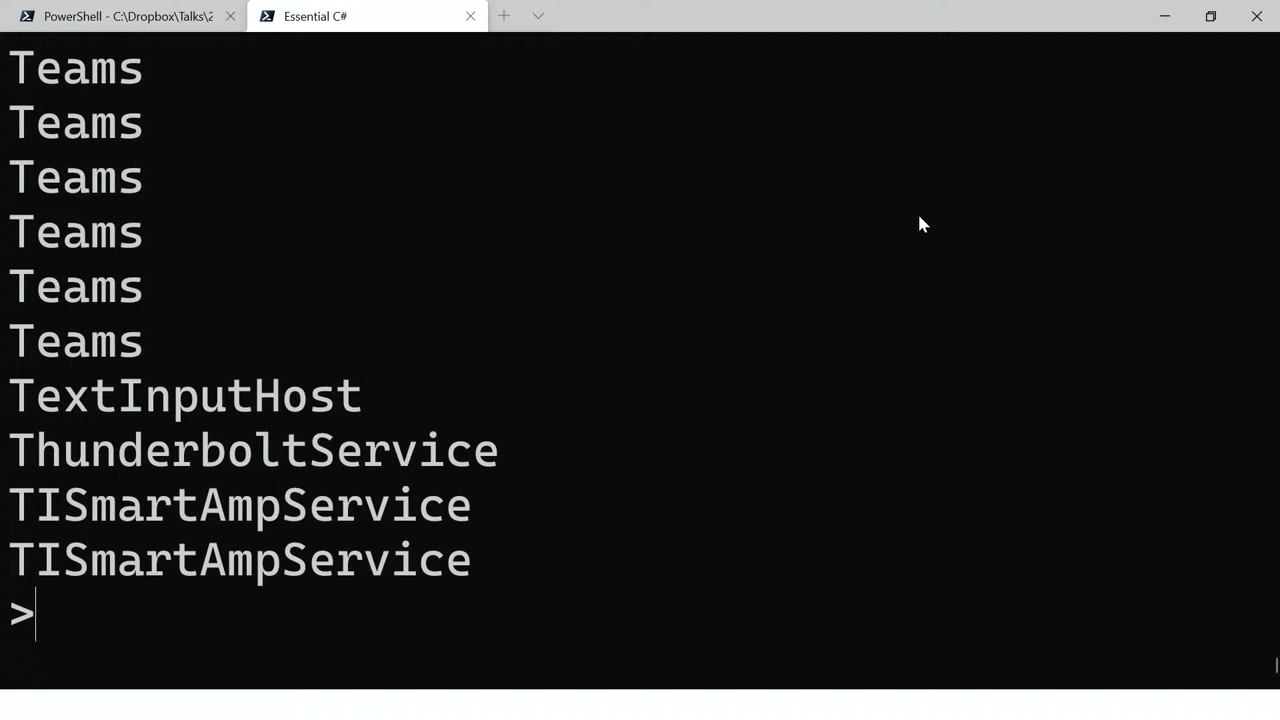 PowerShell - C:\Dropbox\Talks\2
Essential C#
Teams
Teams
Teams
Teams
Teams
Teams
TextInputHost
ThunderboltService
TISmartAmpService
TISmartAmpService
>